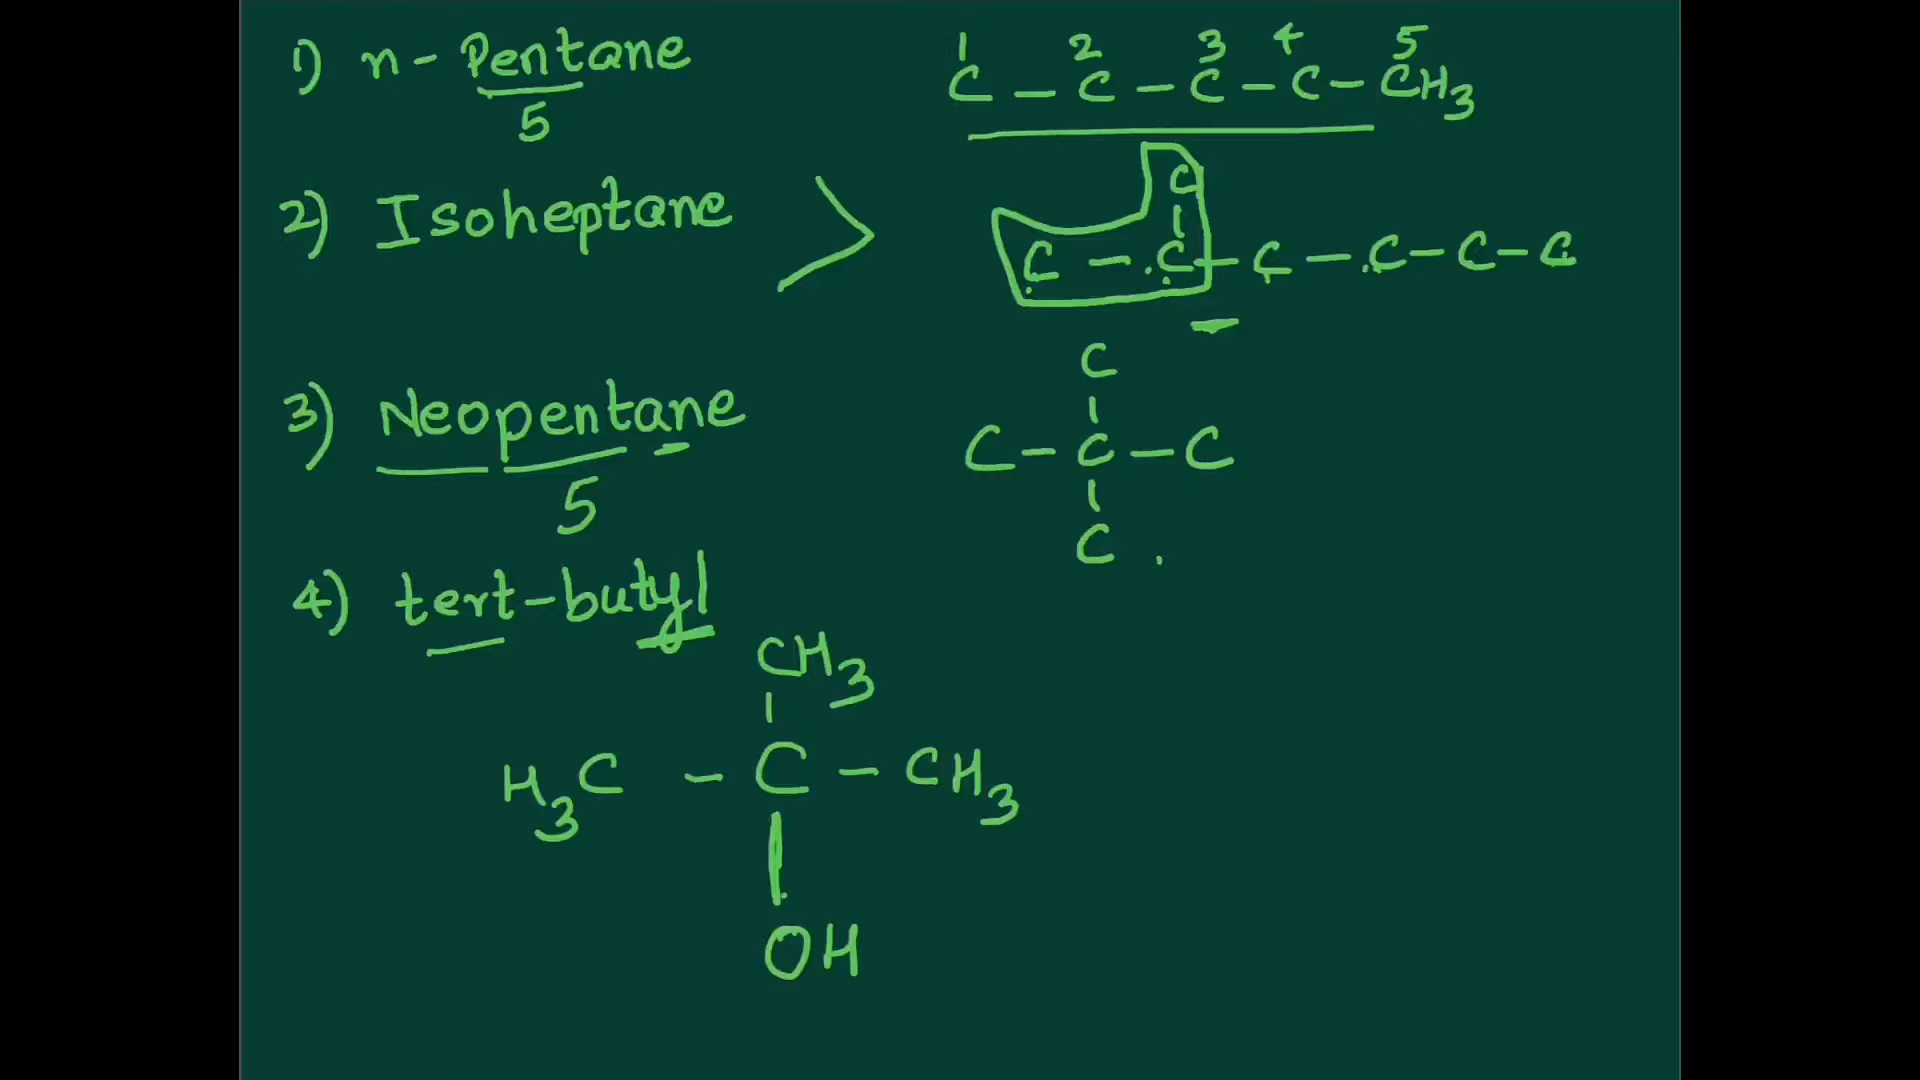 1) n-Pentane
5
1 2 3 4 5
C - C - C - C - CH3
2) Isoheptane >
C
C - C - C - C - C - C
3) Neopentane
5
C
C - C - C
C
4) tert-butyl
CH3
H3C - C - CH3
OH